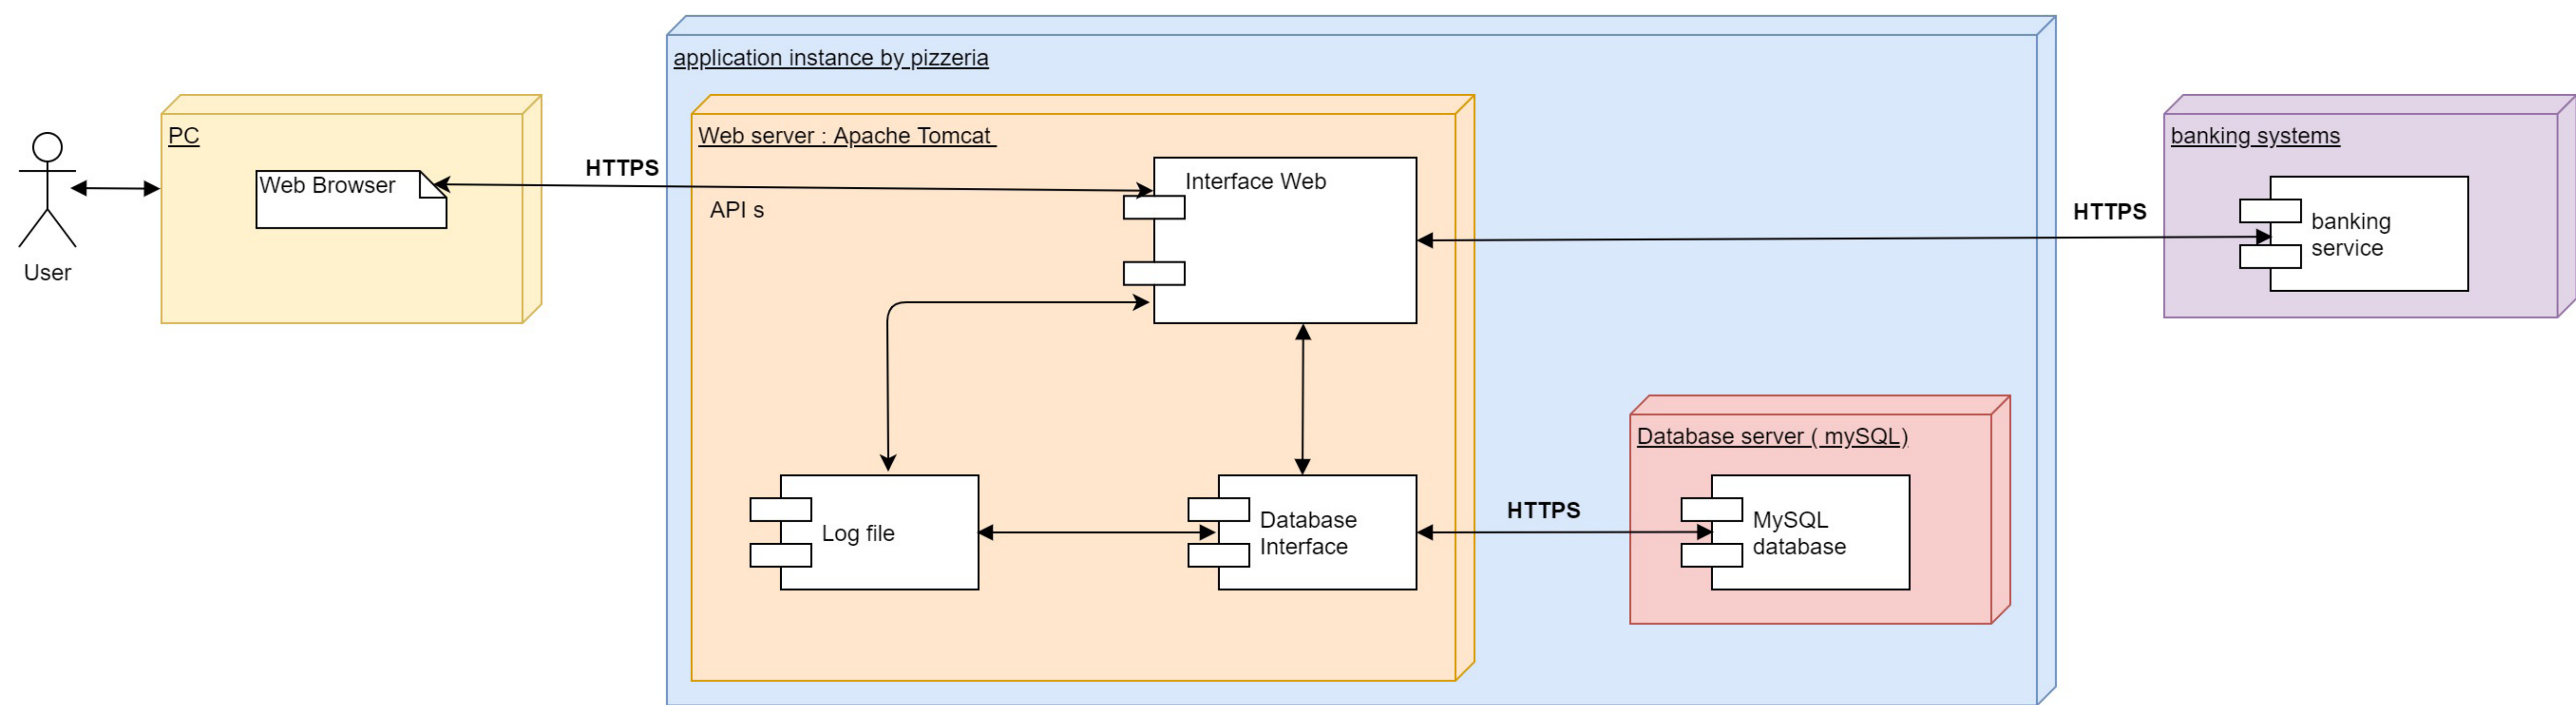 application instance by pizzeria
PC
Web server : Apache Tomcat
banking systems
HTTPS
Web Browser
Interface Web
API s
HTTPS
banking
service
User
Database server ( mySQL)
HTTPS
Log file
Database
Interface
MySQL
database